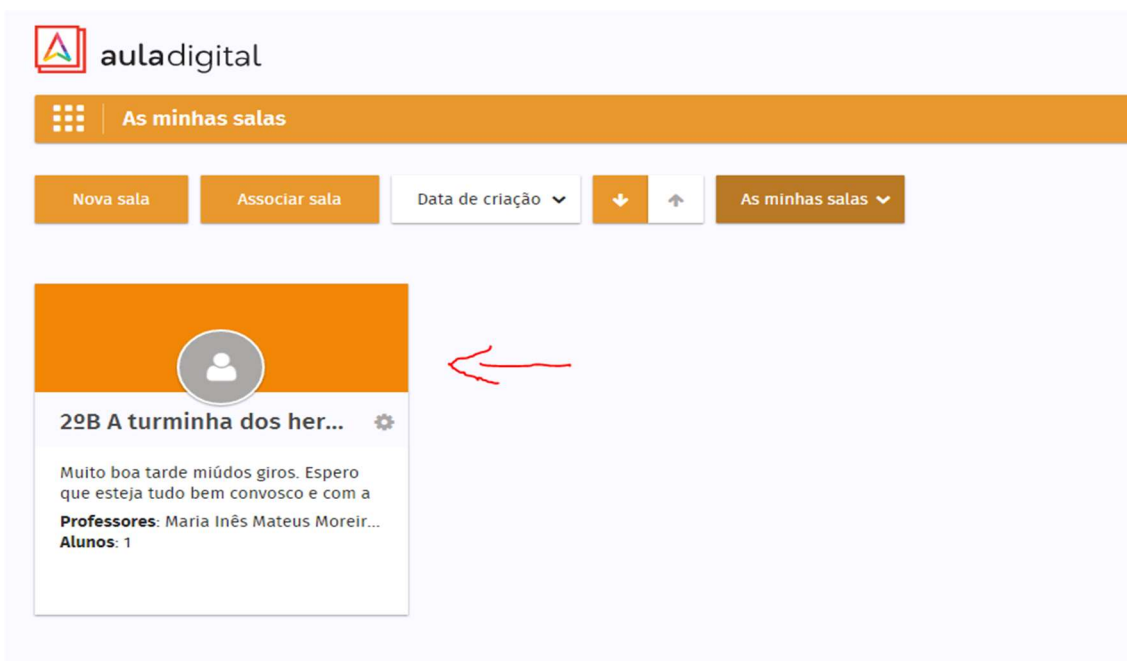 auladigital
As minhas salas
Nova sala
Associar sala
Data de criação
As minhas salas
2ºB A turminha dos her...
Muito boa tarde miúdos giros. Espero
que esteja tudo bem convosco e com a
Professores: Maria Inês Mateus Moreir...
Alunos: 1